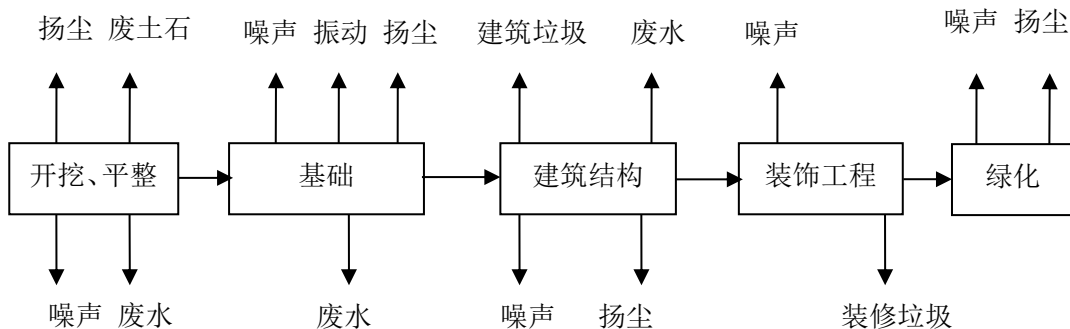 扬尘 废土石 噪声 振动 扬尘 建筑垃圾 废水 噪声 噪声 扬尘
开挖、平整 基础 建筑结构 装饰工程 绿化
噪声 废水 废水 噪声 扬尘 装修垃圾